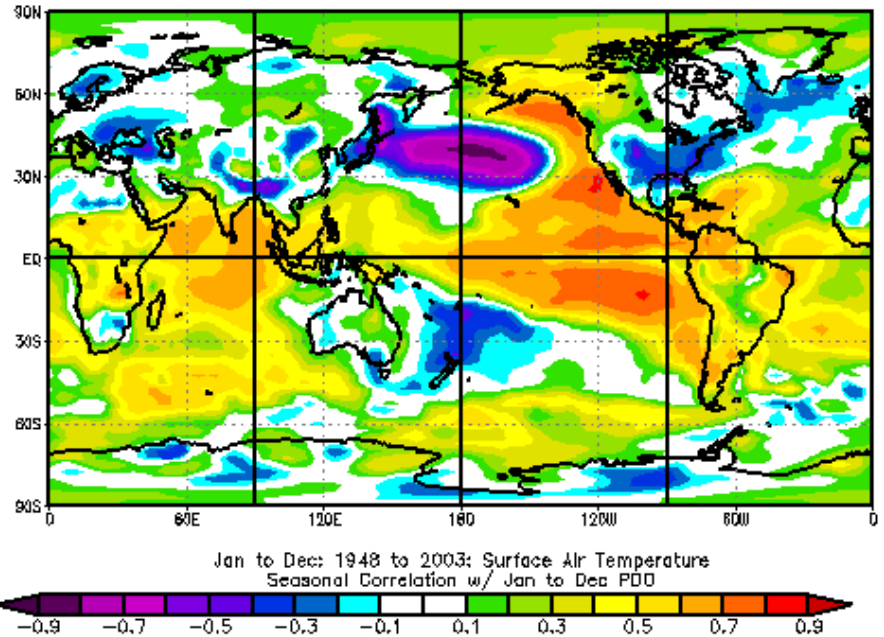 90N
60N
30N
EQ
30S
60S
90S
0 60E 120E 180 120W 60W 0
Jan to Dec: 1948 to 2003: Surface Air Temperature
Seasonal Correlation w/ Jan to Dec PDO
-0.9 -0.7 -0.5 -0.3 -0.1 0.1 0.3 0.5 0.7 0.9